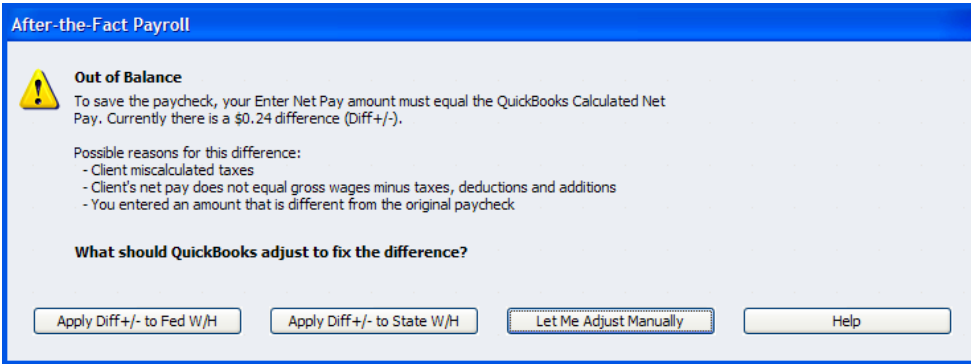 After-the-Fact Payroll
Out of Balance
To save the paycheck, your Enter Net Pay amount must equal the QuickBooks Calculated Net
Pay. Currently there is a $0.24 difference (Diff+/-).
Possible reasons for this difference:
- Client miscalculated taxes
- Client's net pay does not equal gross wages minus taxes, deductions and additions
- You entered an amount that is different from the original paycheck
What should QuickBooks adjust to fix the difference?
Apply Diff+/- to Fed W/H Apply Diff+/- to State W/H Let Me Adjust Manually Help